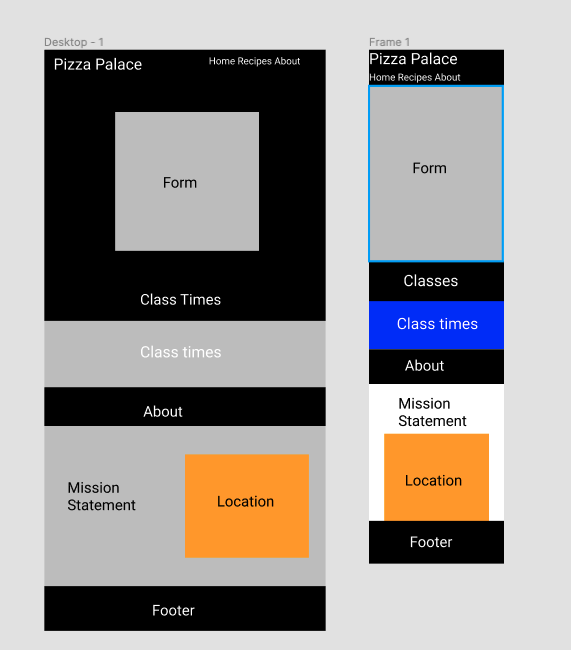 Desktop - 1
Pizza Palace
Home Recipes About
Form
Class Times
Class times
About
Mission
Statement
Location
Footer
Frame 1
Pizza Palace
Home Recipes About
Form
Classes
Class times
About
Mission
Statement
Location
Footer